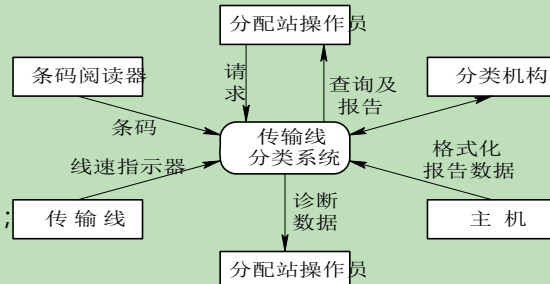 分配站操作员
条码阅读器
请
求
查询及
报告
分类机构
条码
传输线
分类系统
线速指示器
格式化
报告数据
;
传 输 线
诊断
数据
主 机
分配站操作员